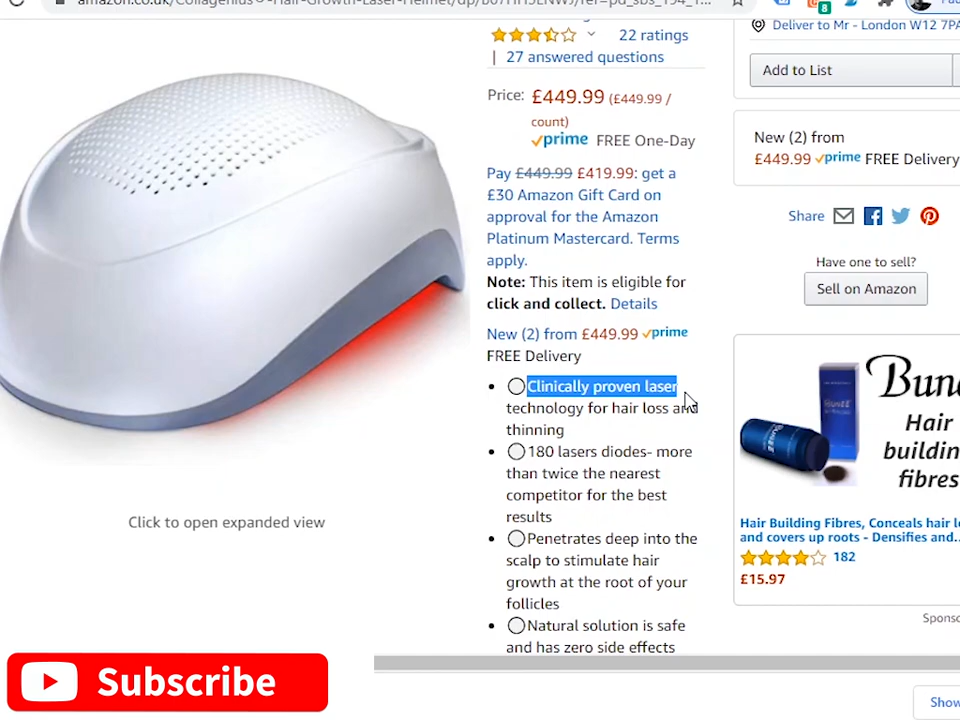 22 ratings
| 27 answered questions
Price: £449.99 (£449.99 /
count)
prime FREE One-Day
Pay £449.99 £419.99: get a
£30 Amazon Gift Card on
approval for the Amazon
Platinum Mastercard. Terms
apply.
Note: This item is eligible for
click and collect. Details
New (2) from £449.99 prime
FREE Delivery
Clinically proven laser
technology for hair loss and
thinning
180 lasers diodes- more
than twice the nearest
competitor for the best
results
Penetrates deep into the
scalp to stimulate hair
growth at the root of your
follicles
Natural solution is safe
and has zero side effects
Click to open expanded view
Subscribe
8
Deliver to Mr - London W12 7PA
Add to List
New (2) from
£449.99 prime FREE Delivery
Share
Have one to sell?
Sell on Amazon
Hair
building
fibres
Hair Building Fibres, Conceals hair
and covers up roots - Densifies and...
182
£15.97
Spons
Show